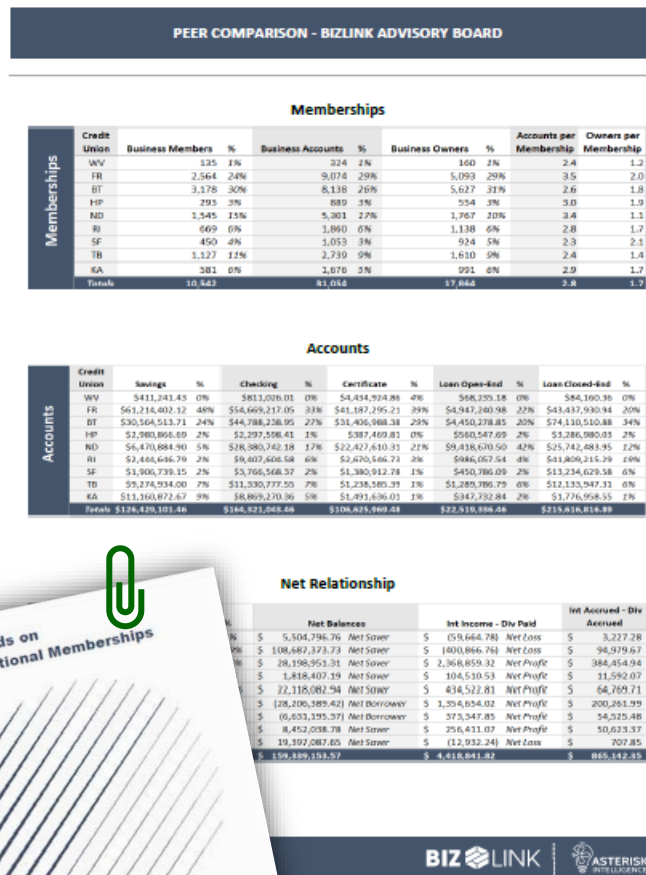 PEER COMPARISON - BIZLINK ADVISORY BOARD
Memberships
Memberships
Credit Union Business Members % Business Accounts % Business Owners % Accounts per Membership Owners per Membership
WV 135 1% 324 1% 160 1% 2.4 1.2
FR 2,564 24% 9,074 29% 5,093 29% 3.5 2.0
BT 3,178 30% 8,138 26% 5,627 31% 2.6 1.8
HP 293 3% 889 3% 554 3% 3.0 1.9
ND 1,545 15% 5,301 17% 1,767 10% 3.4 1.1
RI 669 6% 1,860 6% 1,138 6% 2.8 1.7
SF 450 4% 1,053 3% 924 5% 2.3 2.1
TB 1,127 11% 2,739 9% 1,610 9% 2.4 1.4
KA 581 6% 1,676 5% 991 6% 2.9 1.7
Totals 10,542 31,054 17,864 2.8 1.7
Accounts
Accounts
Credit Union Savings % Checking % Certificate % Loan Open-End % Loan Closed-End %
WV $411,241.43 0% $811,026.01 0% $4,434,924.86 4% $68,235.18 0% $84,160.36 0%
FR $61,214,402.12 48% $54,669,217.05 33% $41,187,295.21 39% $4,947,240.98 22% $43,437,930.94 20%
BT $30,564,513.71 24% $44,788,238.95 27% $31,406,988.38 29% $4,450,278.85 20% $74,110,510.88 34%
HP $2,980,866.69 2% $2,297,598.41 1% $387,469.81 0% $560,547.69 2% $3,286,980.03 2%
ND $6,470,884.90 5% $28,380,742.18 17% $22,427,610.31 21% $9,418,670.50 42% $25,742,483.95 12%
RI $2,444,646.79 2% $9,407,604.58 6% $2,670,546.73 3% $986,057.54 4% $41,809,215.29 19%
SF $1,906,739.15 2% $3,766,568.57 2% $1,380,912.78 1% $450,786.09 2% $13,234,629.58 6%
TB $9,274,934.00 7% $11,330,777.55 7% $1,238,585.39 1% $1,289,786.79 6% $12,133,947.31 6%
KA $11,160,872.67 9% $8,869,270.36 5% $1,491,636.01 1% $347,732.84 2% $1,776,958.55 1%
Totals $126,429,101.46 $164,321,043.46 $106,625,969.48 $22,519,336.46 $215,616,816.89
Net Relationship
% Net Balances Int Income - Div Paid Int Accrued - Div Accrued
$ 5,504,796.76 Net Saver $ (59,664.78) Net Loss $ 3,227.28
$ 108,687,373.73 Net Saver $ (400,866.76) Net Loss $ 94,979.67
$ 28,198,951.31 Net Saver $ 2,368,859.32 Net Profit $ 384,454.94
$ 1,818,407.19 Net Saver $ 104,510.53 Net Profit $ 11,592.07
$ 22,118,082.94 Net Saver $ 434,522.81 Net Profit $ 64,769.71
$ (28,206,389.42) Net Borrower $ 1,354,654.02 Net Profit $ 200,261.99
$ (6,631,195.37) Net Borrower $ 373,347.85 Net Profit $ 54,525.48
$ 8,452,038.78 Net Saver $ 256,411.07 Net Profit $ 50,623.37
$ 19,397,087.65 Net Saver $ (12,932.24) Net Loss $ 707.85
$ 159,339,153.57 $ 4,418,841.82 $ 865,142.35
ds on
tional Memberships
BIZ LINK
ASTERISK
INTELLIGENCE